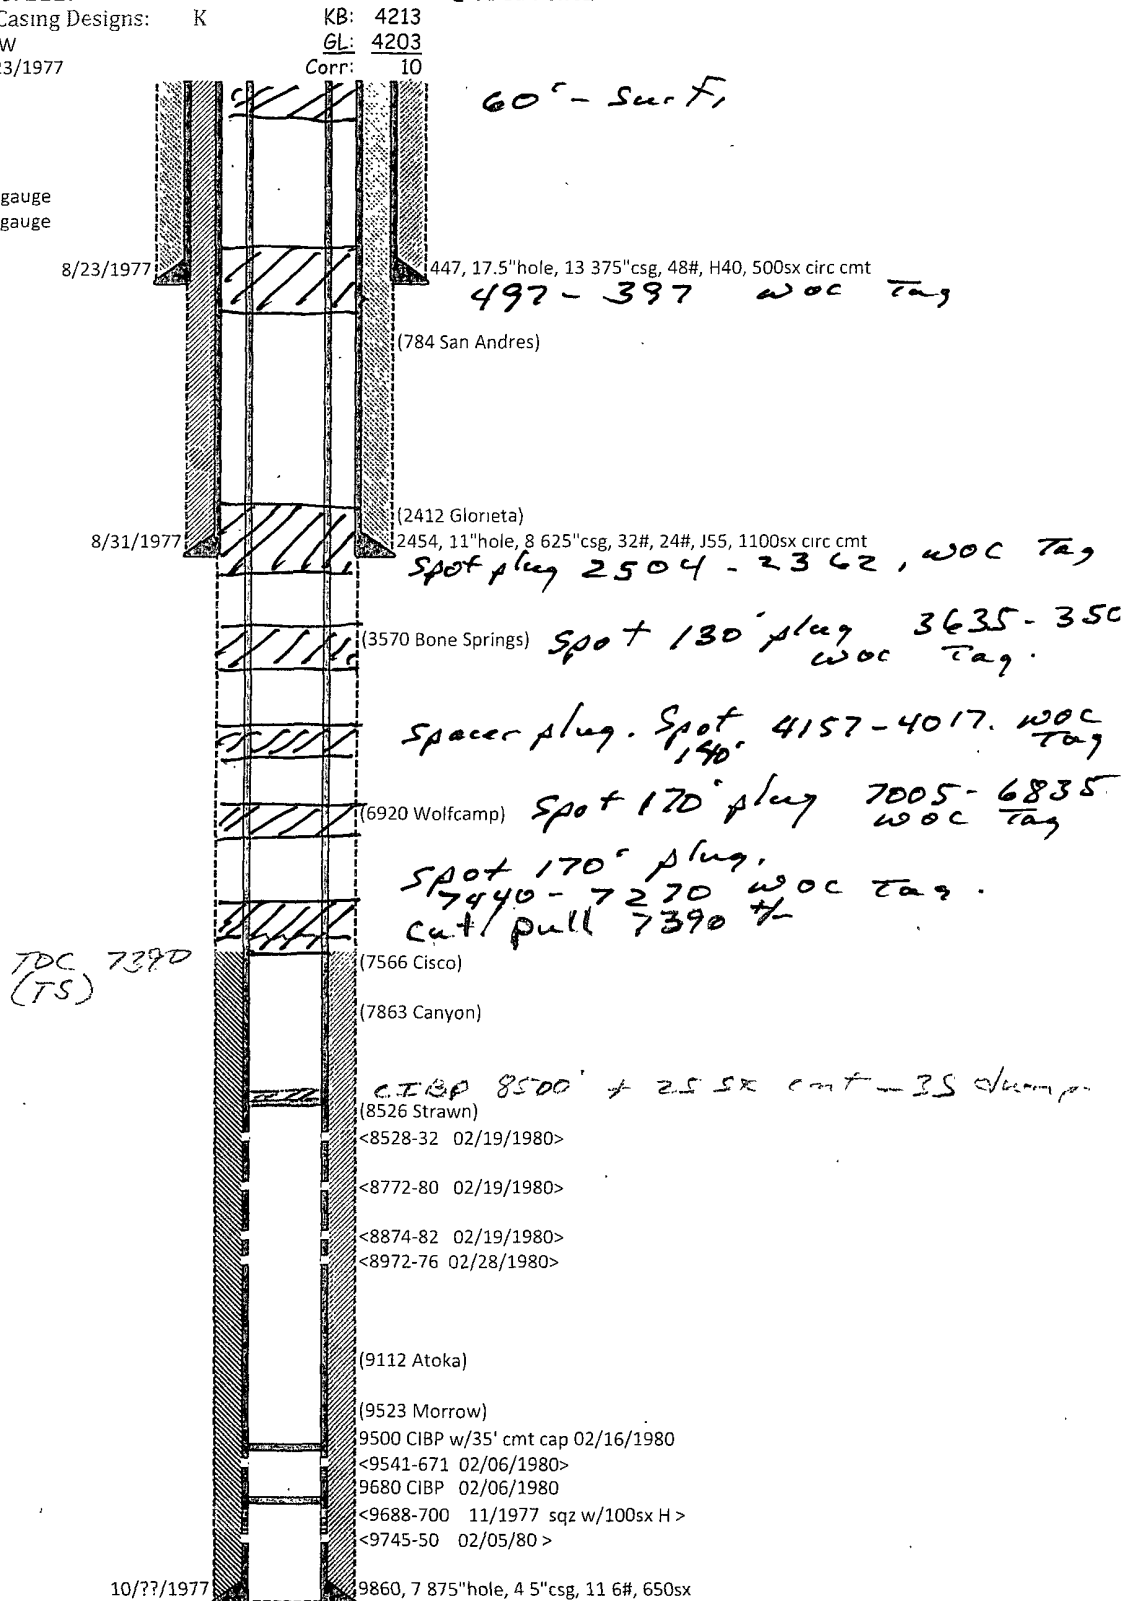 Casing Designs: K KB: 4213
W GL: 4203
3/1977 Corr: 10
60' - Surf,
gauge
gauge
8/23/1977 447, 17.5"hole, 13 375"csg, 48#, H40, 500sx circ cmt
497 - 397 WOC Tag
(784 San Andres)
(2412 Glorieta)
8/31/1977 2454, 11"hole, 8 625"csg, 32#, 24#, J55, 1100sx circ cmt
Spot plug 2504 - 2362, WOC Tag
(3570 Bone Springs) Spot 130' plug 3635-350
WOC Tag.
Spacer plug. Spot 4157-4017. WOC
140' Tag
(6920 Wolfcamp) Spot 170' plug 7005-6835
WOC Tag
Spot 170' plug.
7440-7270 WOC Tag.
cut/pull 7390 +/-
TOC 7390
(TS)
(7566 Cisco)
(7863 Canyon)
CIBP 8500' + 25 sx cmt - 35 dump
(8526 Strawn)
<8528-32 02/19/1980>
<8772-80 02/19/1980>
<8874-82 02/19/1980>
<8972-76 02/28/1980>
(9112 Atoka)
(9523 Morrow)
9500 CIBP w/35' cmt cap 02/16/1980
<9541-671 02/06/1980>
9680 CIBP 02/06/1980
<9688-700 11/1977 sqz w/100sx H >
<9745-50 02/05/80 >
10/??/1977 9860, 7 875"hole, 4 5"csg, 11 6#, 650sx